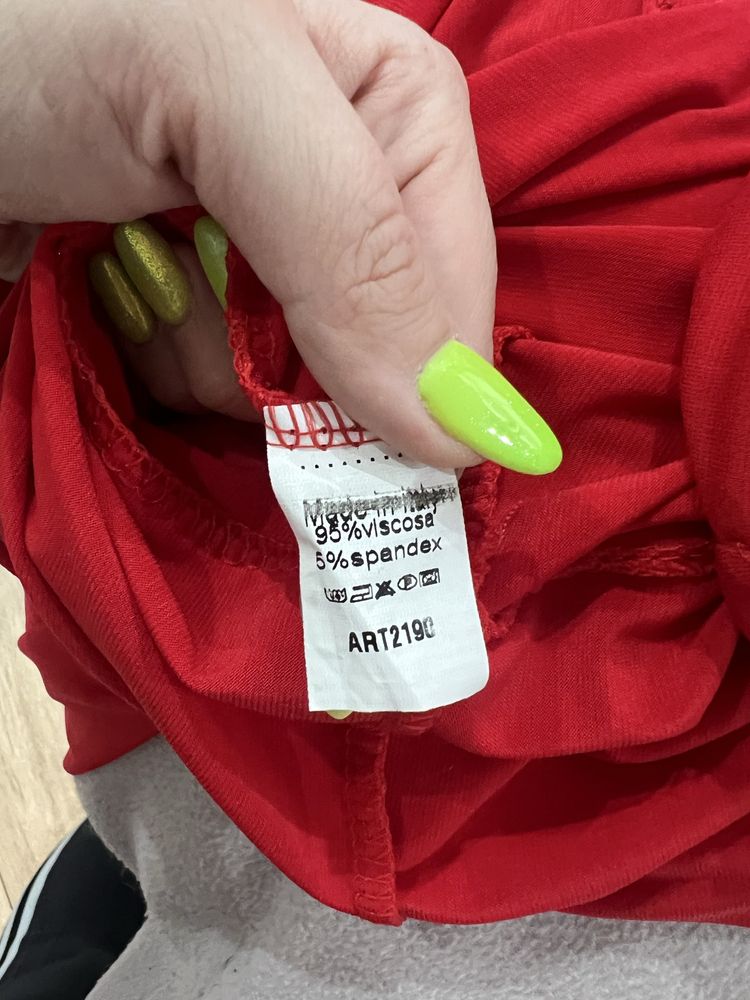 Made in Italy
95%viscosa
5%spandex
ART2190